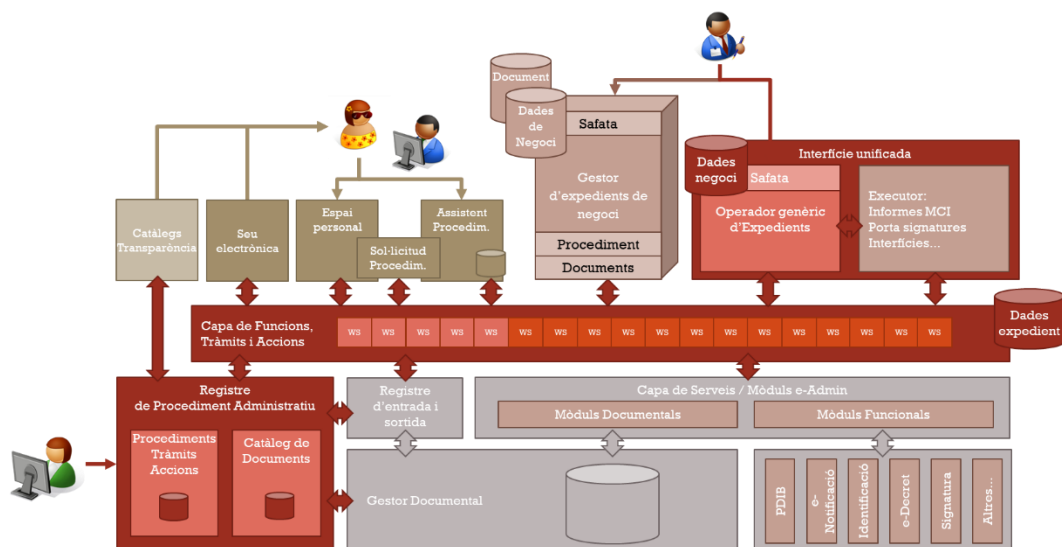 Document
Dades
de
Negoci
Safata
Gestor
d'expedients de
negoci
Procediment
Documents
Dades
negoci
Interfície unificada
Safata
Operador genèric
d'Expedients
Executor:
Informes MCI
Porta signatures
Interfícies...
Catàlegs
Transparència
Seu
electrònica
Espai
personal
Assistent
Procedim.
Sol·licitud
Procedim.
Capa de Funcions,
Tràmits i Accions
ws ws ws ws ws ws ws ws ws ws ws ws ws ws ws ws ws ws
Dades
expedient
Registre
de Procediment Administratiu
Procediments
Tràmits
Accions
Catàleg de
Documents
Registre
d'entrada i
sortida
Capa de Serveis / Mòduls e-Admin
Mòduls Documentals
Mòduls Funcionals
Gestor Documental
PDIB
e-
Notificació
Identificació
e-Decret
Signatura
Altres...